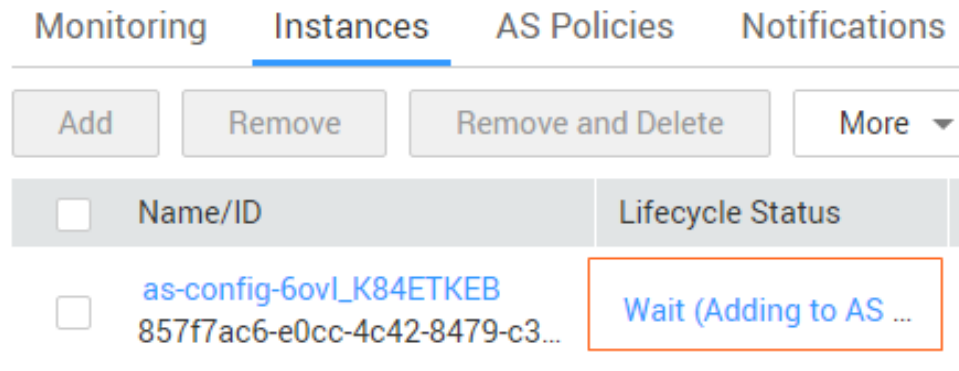 Monitoring Instances AS Policies Notifications
Add Remove Remove and Delete More
Name/ID Lifecycle Status
as-config-6ovl_K84ETKEB
857f7ac6-e0cc-4c42-8479-c3...
Wait (Adding to AS ...